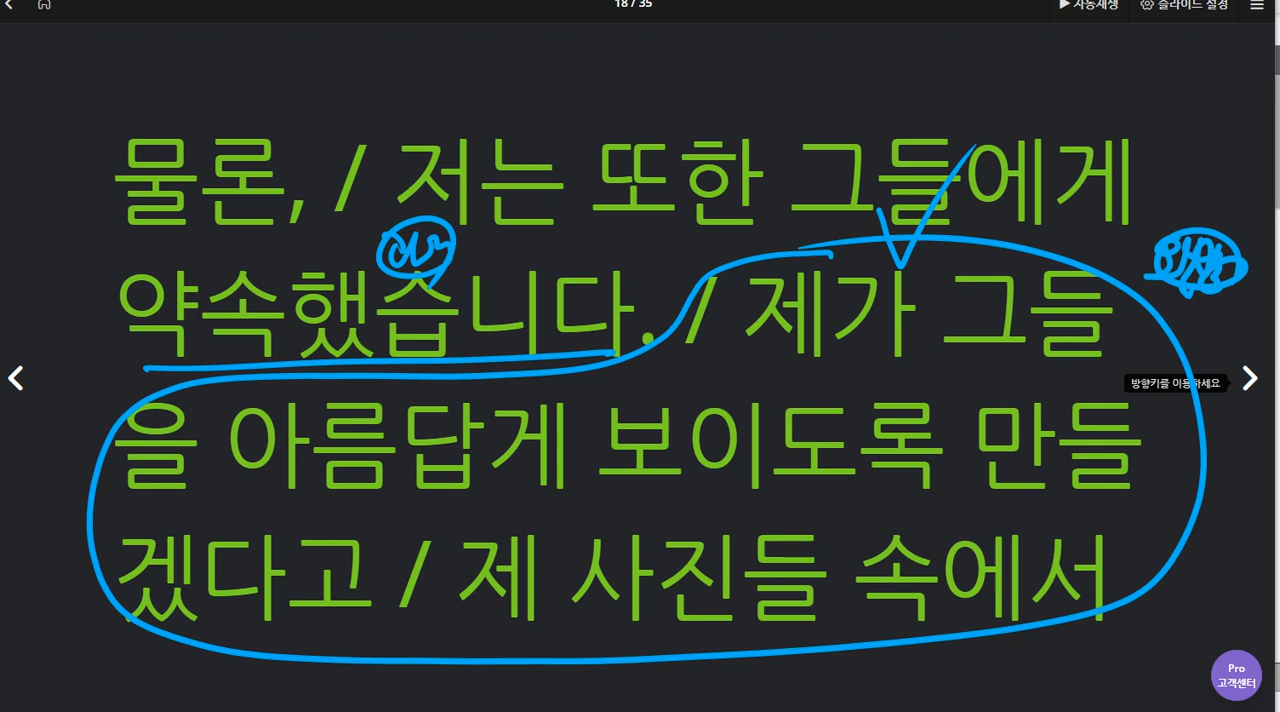 18 / 35
▶ 자동재생 슬라이드 설정
물론, / 저는 또한 그들에게
약속했습니다. / 제가 그들
방향키를 이용하세요
을 아름답게 보이도록 만들
겠다고 / 제 사진들 속에서
Pro
고객센터